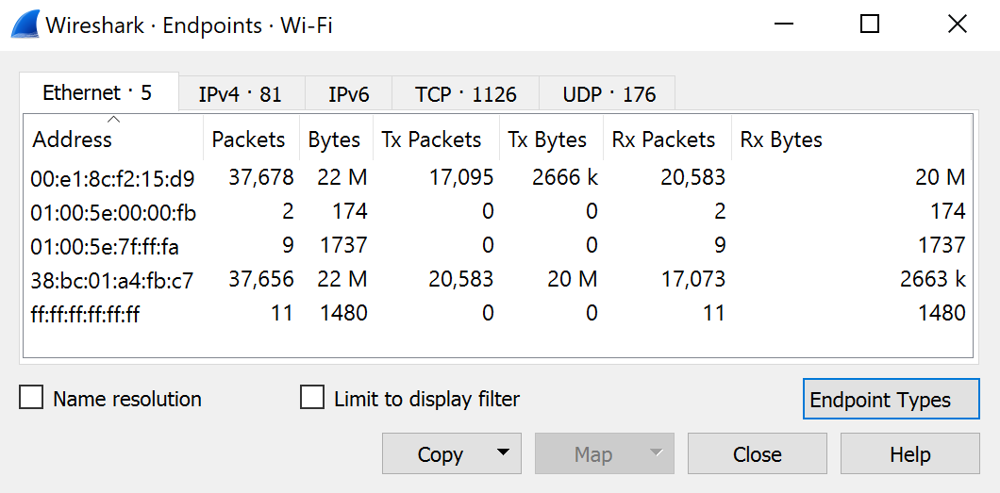 Wireshark · Endpoints · Wi-Fi
Ethernet · 5 IPv4 · 81 IPv6 TCP · 1126 UDP · 176
Address Packets Bytes Tx Packets Tx Bytes Rx Packets Rx Bytes
00:e1:8c:f2:15:d9 37,678 22 M 17,095 2666 k 20,583 20 M
01:00:5e:00:00:fb 2 174 0 0 2 174
01:00:5e:7f:ff:fa 9 1737 0 0 9 1737
38:bc:01:a4:fb:c7 37,656 22 M 20,583 20 M 17,073 2663 k
ff:ff:ff:ff:ff:ff 11 1480 0 0 11 1480
Name resolution Limit to display filter Endpoint Types
Copy Map Close Help